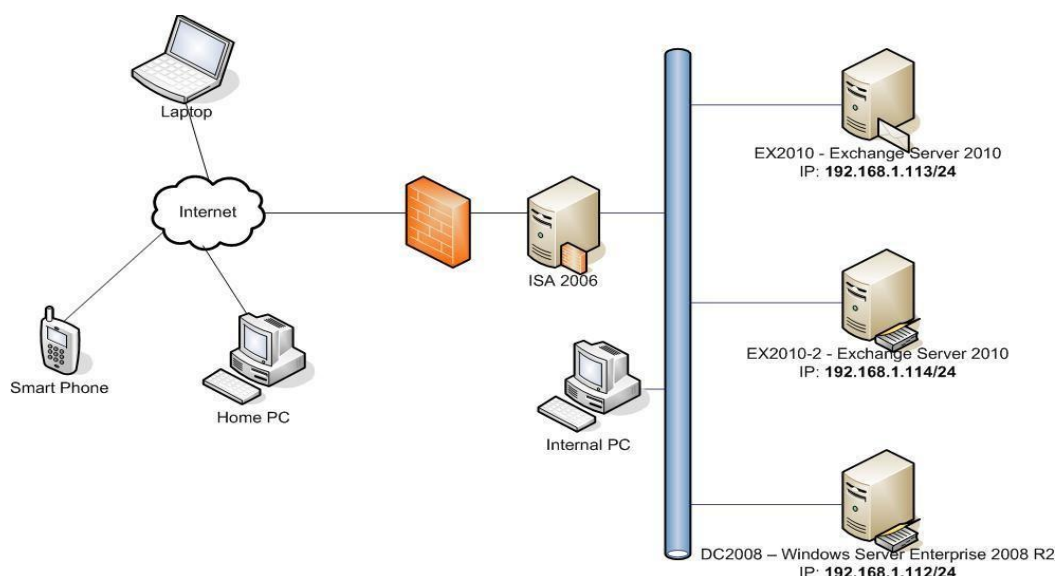 Laptop
Internet
Smart Phone
Home PC
ISA 2006
Internal PC
EX2010 - Exchange Server 2010
IP: 192.168.1.113/24
EX2010-2 - Exchange Server 2010
IP: 192.168.1.114/24
DC2008 – Windows Server Enterprise 2008 R2
IP: 192.168.1.112/24